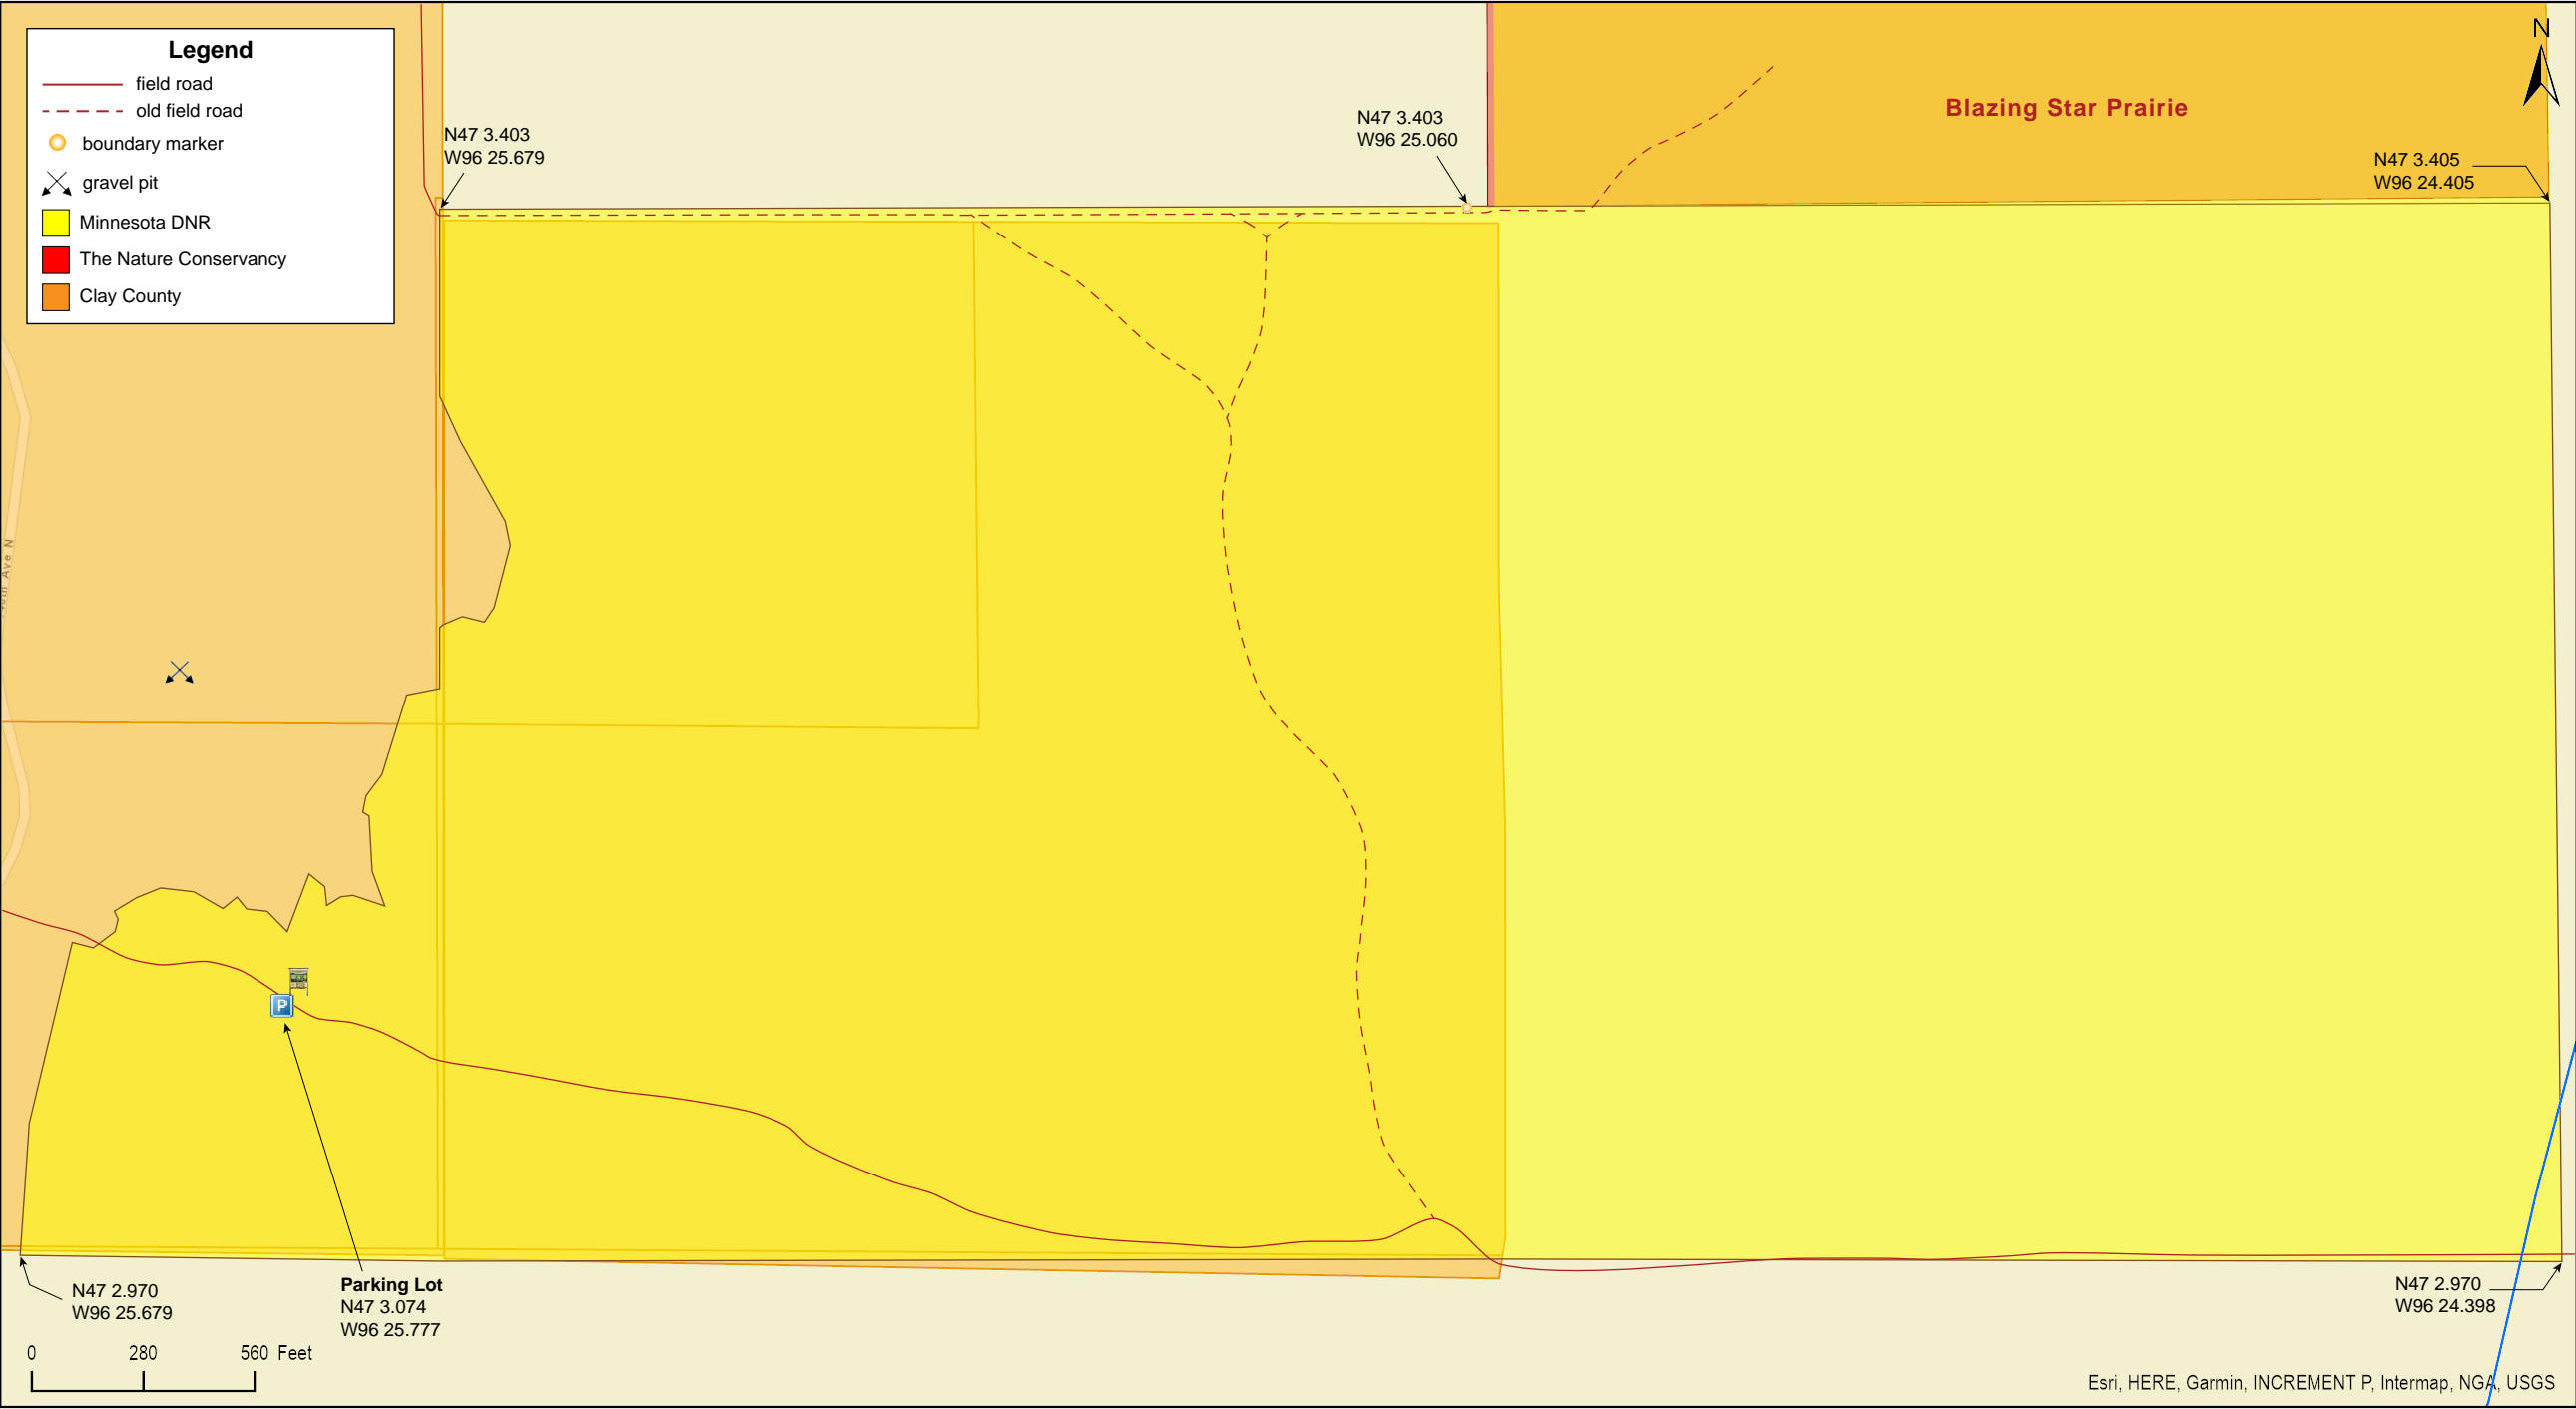 Legend
field road
old field road
boundary marker
gravel pit
Minnesota DNR
The Nature Conservancy
Clay County
N
Blazing Star Prairie
N47 3.403
W96 25.679
N47 3.403
W96 25.060
N47 3.405
W96 24.405
Ave N
P
N47 2.970
W96 25.679
Parking Lot
N47 3.074
W96 25.777
N47 2.970
W96 24.398
0 280 560 Feet
Esri, HERE, Garmin, INCREMENT P, Intermap, NGA, USGS